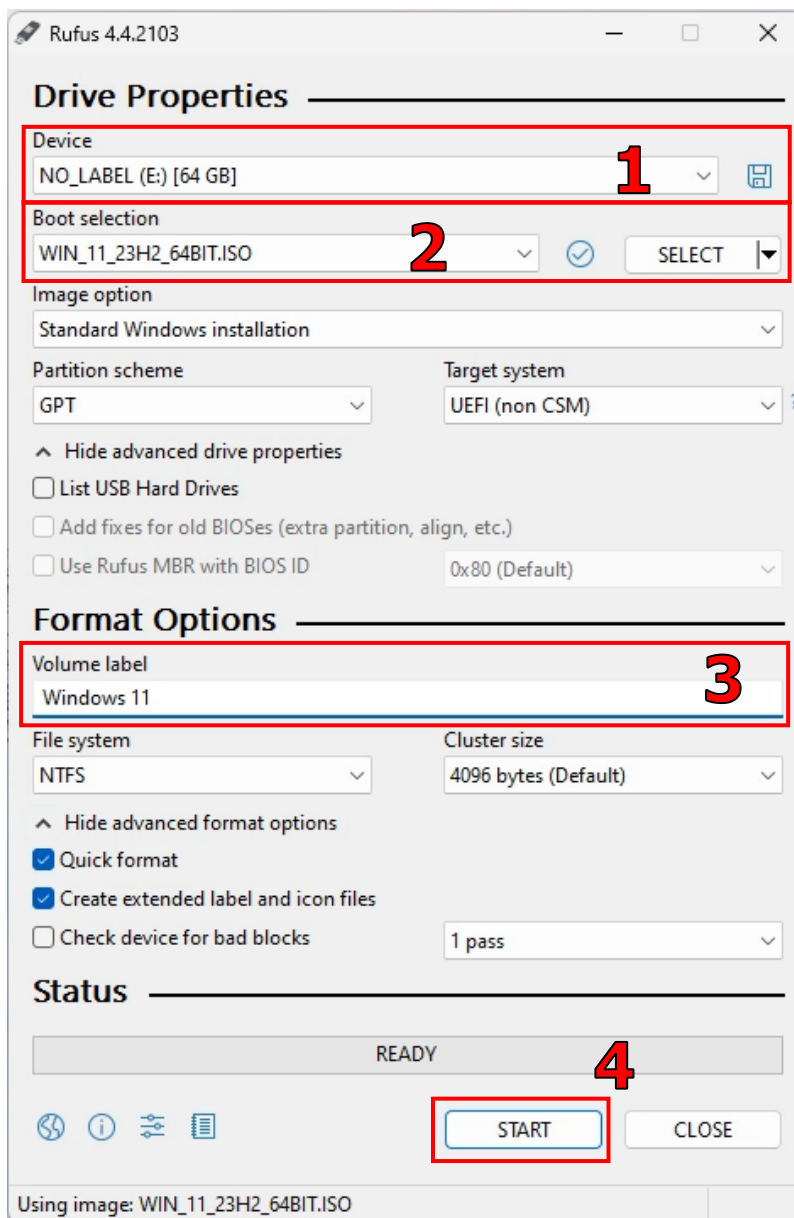 Rufus 4.4.2103
Drive Properties
Device
NO_LABEL (E:) [64 GB]
1
Boot selection
WIN_11_23H2_64BIT.ISO
2
SELECT
Image option
Standard Windows installation
Partition scheme Target system
GPT UEFI (non CSM)
Hide advanced drive properties
List USB Hard Drives
Add fixes for old BIOSes (extra partition, align, etc.)
Use Rufus MBR with BIOS ID 0x80 (Default)
Format Options
Volume label
3
Windows 11
File system Cluster size
NTFS 4096 bytes (Default)
Hide advanced format options
Quick format
Create extended label and icon files
Check device for bad blocks 1 pass
Status
READY
4
START CLOSE
Using image: WIN_11_23H2_64BIT.ISO